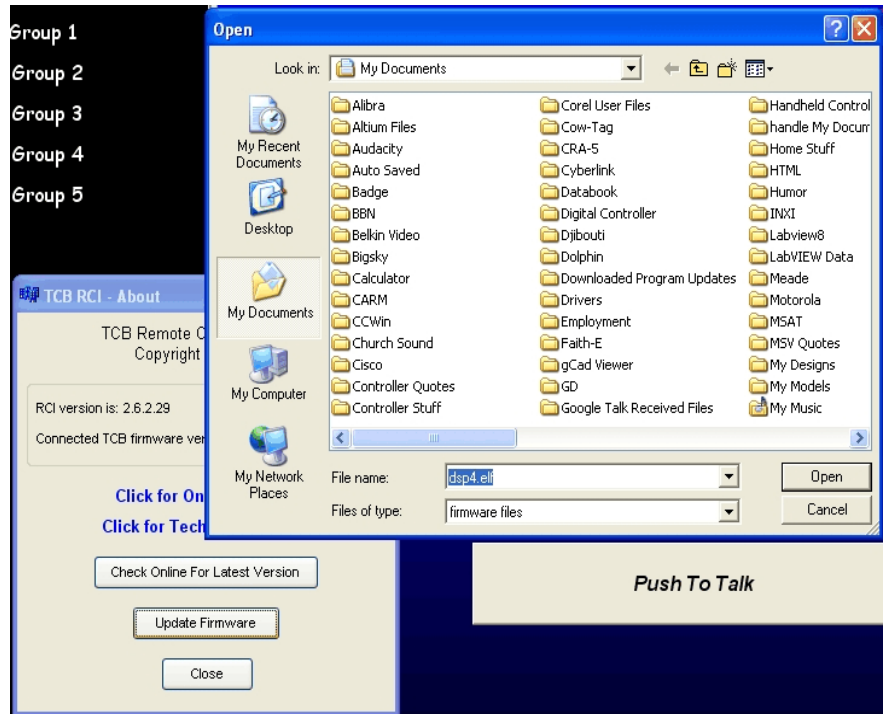 Group 1
Group 2
Group 3
Group 4
Group 5
Open
Look in:
My Documents
My Recent
Documents
Desktop
My Documents
My Computer
My Network
Places
Alibra
Altium Files
Audacity
Auto Saved
Badge
BBN
Belkin Video
Bigsky
Calculator
CARM
CCWin
Church Sound
Cisco
Controller Quotes
Controller Stuff
Corel User Files
Cow-Tag
CRA-5
Cyberlink
Databook
Digital Controller
Djibouti
Dolphin
Downloaded Program Updates
Drivers
Employment
Faith-E
gCad Viewer
GD
Google Talk Received Files
Handheld Control
handle My Docum
Home Stuff
HTML
Humor
INXI
Labview8
LabVIEW Data
Meade
Motorola
MSAT
MSV Quotes
My Designs
My Models
My Music
File name:
dsp4.elf
Open
Files of type:
firmware files
Cancel
TCB RCI - About
TCB Remote C
Copyright
RCI version is: 2.6.2.29
Connected TCB firmware ver
Click for On
Click for Tech
Check Online For Latest Version
Update Firmware
Close
Push To Talk